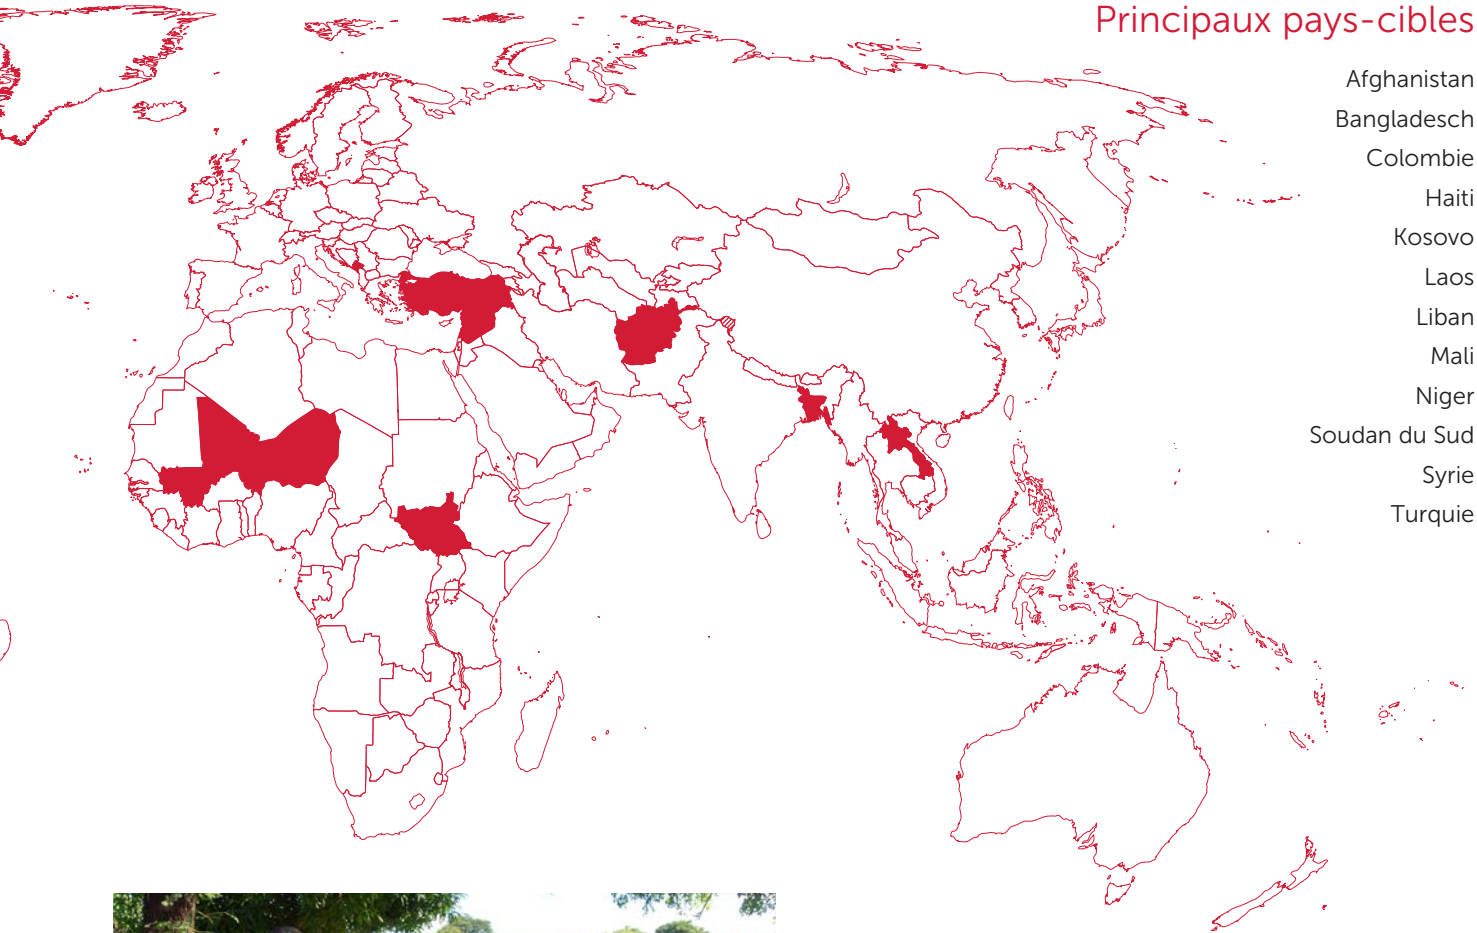 Principaux pays-cibles
Afghanistan
Bangladesch
Colombie
Haiti
Kosovo
Laos
Liban
Mali
Niger
Soudan du Sud
Syrie
Turquie